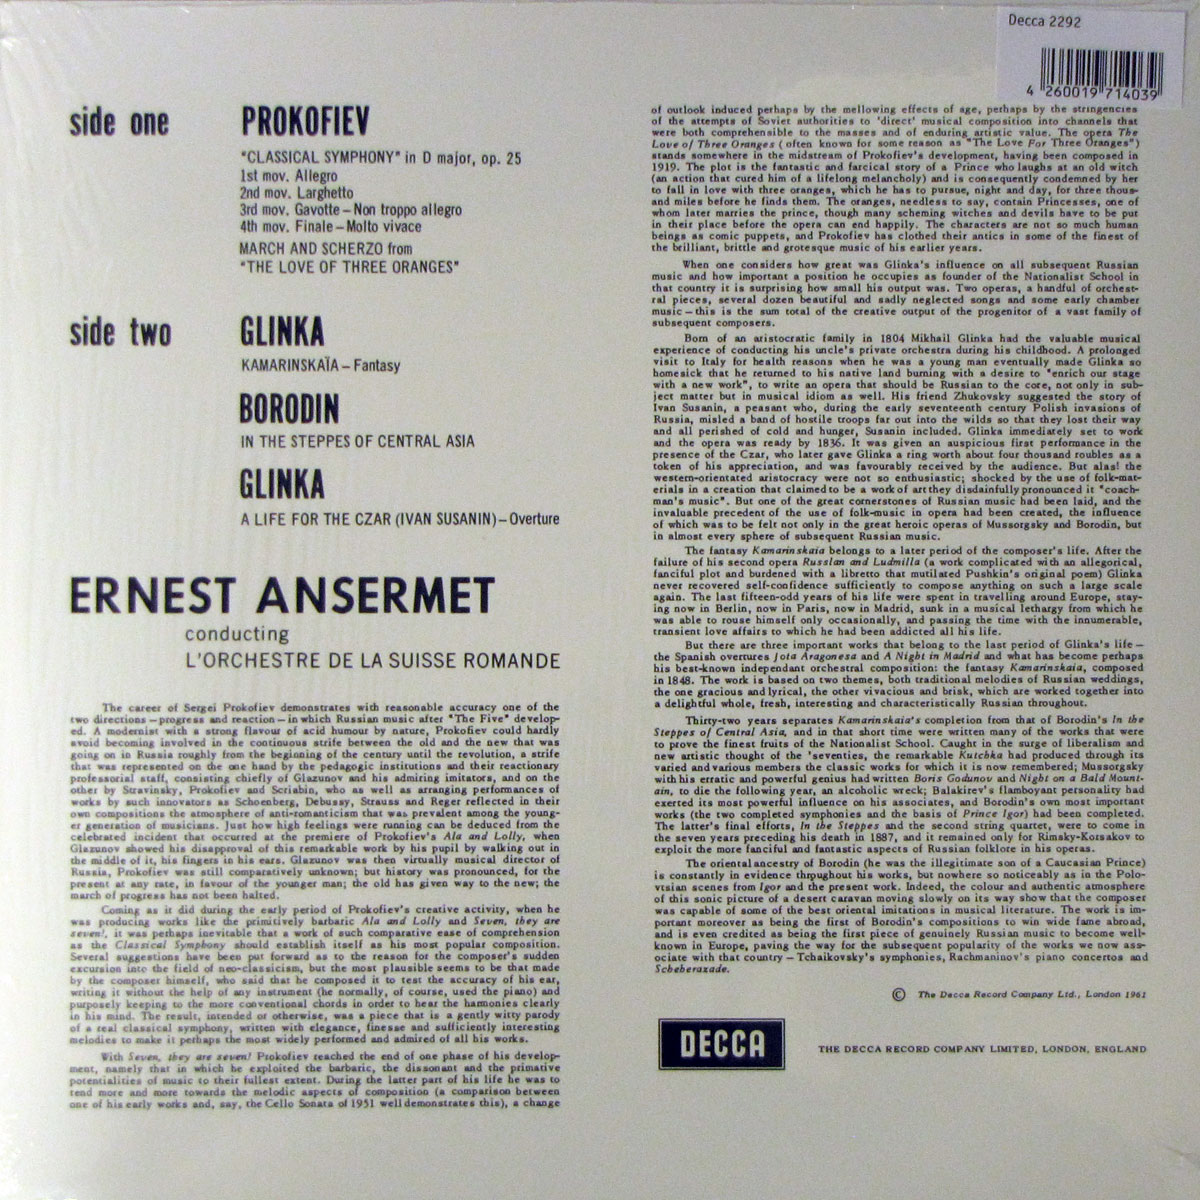 Decca 2292
4 260019 714039
side one
PROKOFIEV
"CLASSICAL SYMPHONY" in D major, op. 25
1st mov. Allegro
2nd mov. Larghetto
3rd mov. Gavotte – Non troppo allegro
4th mov. Finale – Molto vivace
MARCH AND SCHERZO from
"THE LOVE OF THREE ORANGES"
side two
GLINKA
KAMARINSKAÏA – Fantasy
BORODIN
IN THE STEPPES OF CENTRAL ASIA
GLINKA
A LIFE FOR THE CZAR (IVAN SUSANIN) – Overture
ERNEST ANSERMET
conducting
L'ORCHESTRE DE LA SUISSE ROMANDE
The career of Sergei Prokofiev demonstrates with reasonable accuracy one of the
two directions – progress and reaction – in which Russian music after "The Five" develop-
ed. A modernist with a strong flavour of acid humour by nature, Prokofiev could hardly
avoid becoming involved in the continuous strife between the old and the new that was
going on in Russia roughly from the beginning of the century until the revolution, a strife
that was represented on the one hand by the pedagogic institutions and their reactionary
professorial staff, consisting chiefly of Glazunov and his admiring imitators, and on the
other by Stravinsky, Prokofiev and Scriabin, who as well as arranging performances of
works by such innovators as Schoenberg, Debussy, Strauss and Reger reflected in their
own compositions the atmosphere of anti-romanticism that was prevalent among the young-
er generation of musicians. Just how high feelings were running can be deduced from the
celebrated incident that occurred at the premiere of Prokofiev's Ala and Lolly, when
Glazunov showed his disapproval of this remarkable work by his pupil by walking out in
the middle of it, his fingers in his ears. Glazunov was then virtually musical director of
Russia, Prokofiev was still comparatively unknown; but history was pronounced, for the
present at any rate, in favour of the younger man; the old has given way to the new; the
march of progress has not been halted.
Coming as it did during the early period of Prokofiev's creative activity, when he
was producing works like the primitively barbaric Ala and Lolly and Seven, they are
seven!, it was perhaps inevitable that a work of such comparative ease of comprehension
as the Classical Symphony should establish itself as his most popular composition.
Several suggestions have been put forward as to the reason for the composer's sudden
excursion into the field of neo-classicism, but the most plausible seems to be that made
by the composer himself, who said that he composed it to test the accuracy of his ear,
writing it without the help of any instrument (he normally, of course, used the piano) and
purposely keeping to the more conventional chords in order to hear the harmonies clearly
in his mind. The result, intended or otherwise, was a piece that is a gently witty parody
of a real classical symphony, written with elegance, finesse and sufficiently interesting
melodies to make it perhaps the most widely performed and admired of all his works.
With Seven, they are seven! Prokofiev reached the end of one phase of his develop-
ment, namely that in which he exploited the barbaric, the dissonant and the primative
potentialities of music to their fullest extent. During the latter part of his life he was to
tend more and more towards the melodic aspects of composition (a comparison between
one of his early works and, say, the Cello Sonata of 1951 well demonstrates this), a change
of outlook induced perhaps by the mellowing effects of age, perhaps by the stringencies
of the attempts of Soviet authorities to 'direct' musical composition into channels that
were both comprehensible to the masses and of enduring artistic value. The opera The
Love of Three Oranges (often known for some reason as "The Love For Three Oranges")
stands somewhere in the midstream of Prokofiev's development, having been composed in
1919. The plot is the fantastic and farcical story of a Prince who laughs at an old witch
(an action that cured him of a lifelong melancholy) and is consequently condemned by her
to fall in love with three oranges, which he has to pursue, night and day, for three thous-
and miles before he finds them. The oranges, needless to say, contain Princesses, one of
whom later marries the prince, though many scheming witches and devils have to be put
in their place before the opera can end happily. The characters are not so much human
beings as comic puppets, and Prokofiev has clothed their antics in some of the finest of
the brilliant, brittle and grotesque music of his earlier years.
When one considers how great was Glinka's influence on all subsequent Russian
music and how important a position he occupies as founder of the Nationalist School in
that country it is surprising how small his output was. Two operas, a handful of orchest-
ral pieces, several dozen beautiful and sadly neglected songs and some early chamber
music – this is the sum total of the creative output of the progenitor of a vast family of
subsequent composers.
Born of an aristocratic family in 1804 Mikhail Glinka had the valuable musical
experience of conducting his uncle's private orchestra during his childhood. A prolonged
visit to Italy for health reasons when he was a young man eventually made Glinka so
homesick that he returned to his native land burning with a desire to "enrich our stage
with a new work", to write an opera that should be Russian to the core, not only in sub-
ject matter but in musical idiom as well. His friend Zhukovsky suggested the story of
Ivan Susanin, a peasant who, during the early seventeenth century Polish invasions of
Russia, misled a band of hostile troops far out into the wilds so that they lost their way
and all perished of cold and hunger, Susanin included. Glinka immediately set to work
and the opera was ready by 1836. It was given an auspicious first performance in the
presence of the Czar, who later gave Glinka a ring worth about four thousand roubles as a
token of his appreciation, and was favourably received by the audience. But alas! the
western-orientated aristocracy were not so enthusiastic; shocked by the use of folk-mat-
erials in a creation that claimed to be a work of art they disdainfully pronounced it "coach-
man's music". But one of the great cornerstones of Russian music had been laid, and the
invaluable precedent of the use of folk-music in opera had been created, the influence
of which was to be felt not only in the great heroic operas of Mussorgsky and Borodin, but
in almost every sphere of subsequent Russian music.
The fantasy Kamarinskaia belongs to a later period of the composer's life. After the
failure of his second opera Russlan and Ludmilla (a work complicated with an allegorical,
fanciful plot and burdened with a libretto that mutilated Pushkin's original poem) Glinka
never recovered self-confidence sufficiently to compose anything on such a large scale
again. The last fifteen-odd years of his life were spent in travelling around Europe, stay-
ing now in Berlin, now in Paris, now in Madrid, sunk in a musical lethargy from which he
was able to rouse himself only occasionally, and passing the time with the innumerable,
transient love affairs to which he had been addicted all his life.
But there are three important works that belong to the last period of Glinka's life –
the Spanish overtures Jota Aragonesa and A Night in Madrid and what has become perhaps
his best-known independant orchestral composition: the fantasy Kamarinskaia, composed
in 1848. The work is based on two themes, both traditional melodies of Russian weddings,
the one gracious and lyrical, the other vivacious and brisk, which are worked together into
a delightful whole, fresh, interesting and characteristically Russian throughout.
Thirty-two years separates Kamarinskaia's completion from that of Borodin's In the
Steppes of Central Asia, and in that short time were written many of the works that were
to prove the finest fruits of the Nationalist School. Caught in the surge of liberalism and
new artistic thought of the 'seventies, the remarkable Kutchka had produced through its
varied and various members the classic works for which it is now remembered; Mussorgsky
with his erratic and powerful genius had written Boris Godunov and Night on a Bald Mount-
ain, to die the following year, an alcoholic wreck; Balakirev's flamboyant personality had
exerted its most powerful influence on his associates, and Borodin's own most important
works (the two completed symphonies and the basis of Prince Igor) had been completed.
The latter's final efforts, In the Steppes and the second string quartet, were to come in
the seven years preceding his death in 1887, and it remained only for Rimsky-Korsakov to
exploit the more fanciful and fantastic aspects of Russian folklore in his operas.
The oriental ancestry of Borodin (he was the illegitimate son of a Caucasian Prince)
is constantly in evidence throughout his works, but nowhere so noticeably as in the Polo-
vtsian scenes from Igor and the present work. Indeed, the colour and authentic atmosphere
of this sonic picture of a desert caravan moving slowly on its way show that the composer
was capable of some of the best oriental imitations in musical literature. The work is im-
portant moreover as being the first of Borodin's compositions to win wide fame abroad,
and is even credited as being the first piece of genuinely Russian music to become well-
known in Europe, paving the way for the subsequent popularity of the works we now ass-
ociate with that country – Tchaikovsky's symphonies, Rachmaninov's piano concertos and
Scheherazade.
© The Decca Record Company Ltd., London 1961
DECCA
THE DECCA RECORD COMPANY LIMITED, LONDON, ENGLAND